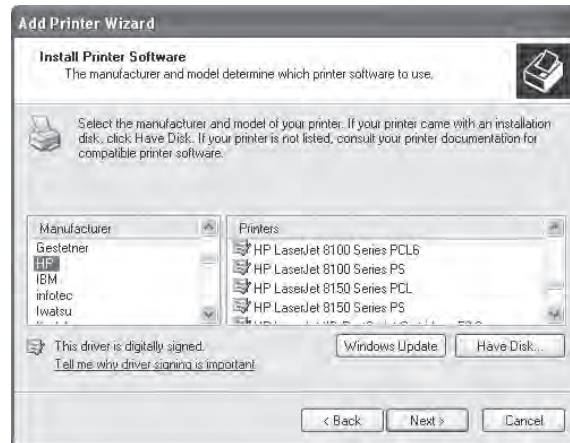 Add Printer Wizard
Install Printer Software
The manufacturer and model determine which printer software to use.
Select the manufacturer and model of your printer. If your printer came with an installation
disk, click Have Disk. If your printer is not listed, consult your printer documentation for
compatible printer software.
Manufacturer
Gestetner
HP
IBM
infotec
Iwatsu
Printers
HP LaserJet 8100 Series PCL6
HP LaserJet 8100 Series PS
HP LaserJet 8150 Series PCL
HP LaserJet 8150 Series PS
This driver is digitally signed.
Tell me why driver signing is important
Windows Update
Have Disk...
< Back
Next >
Cancel